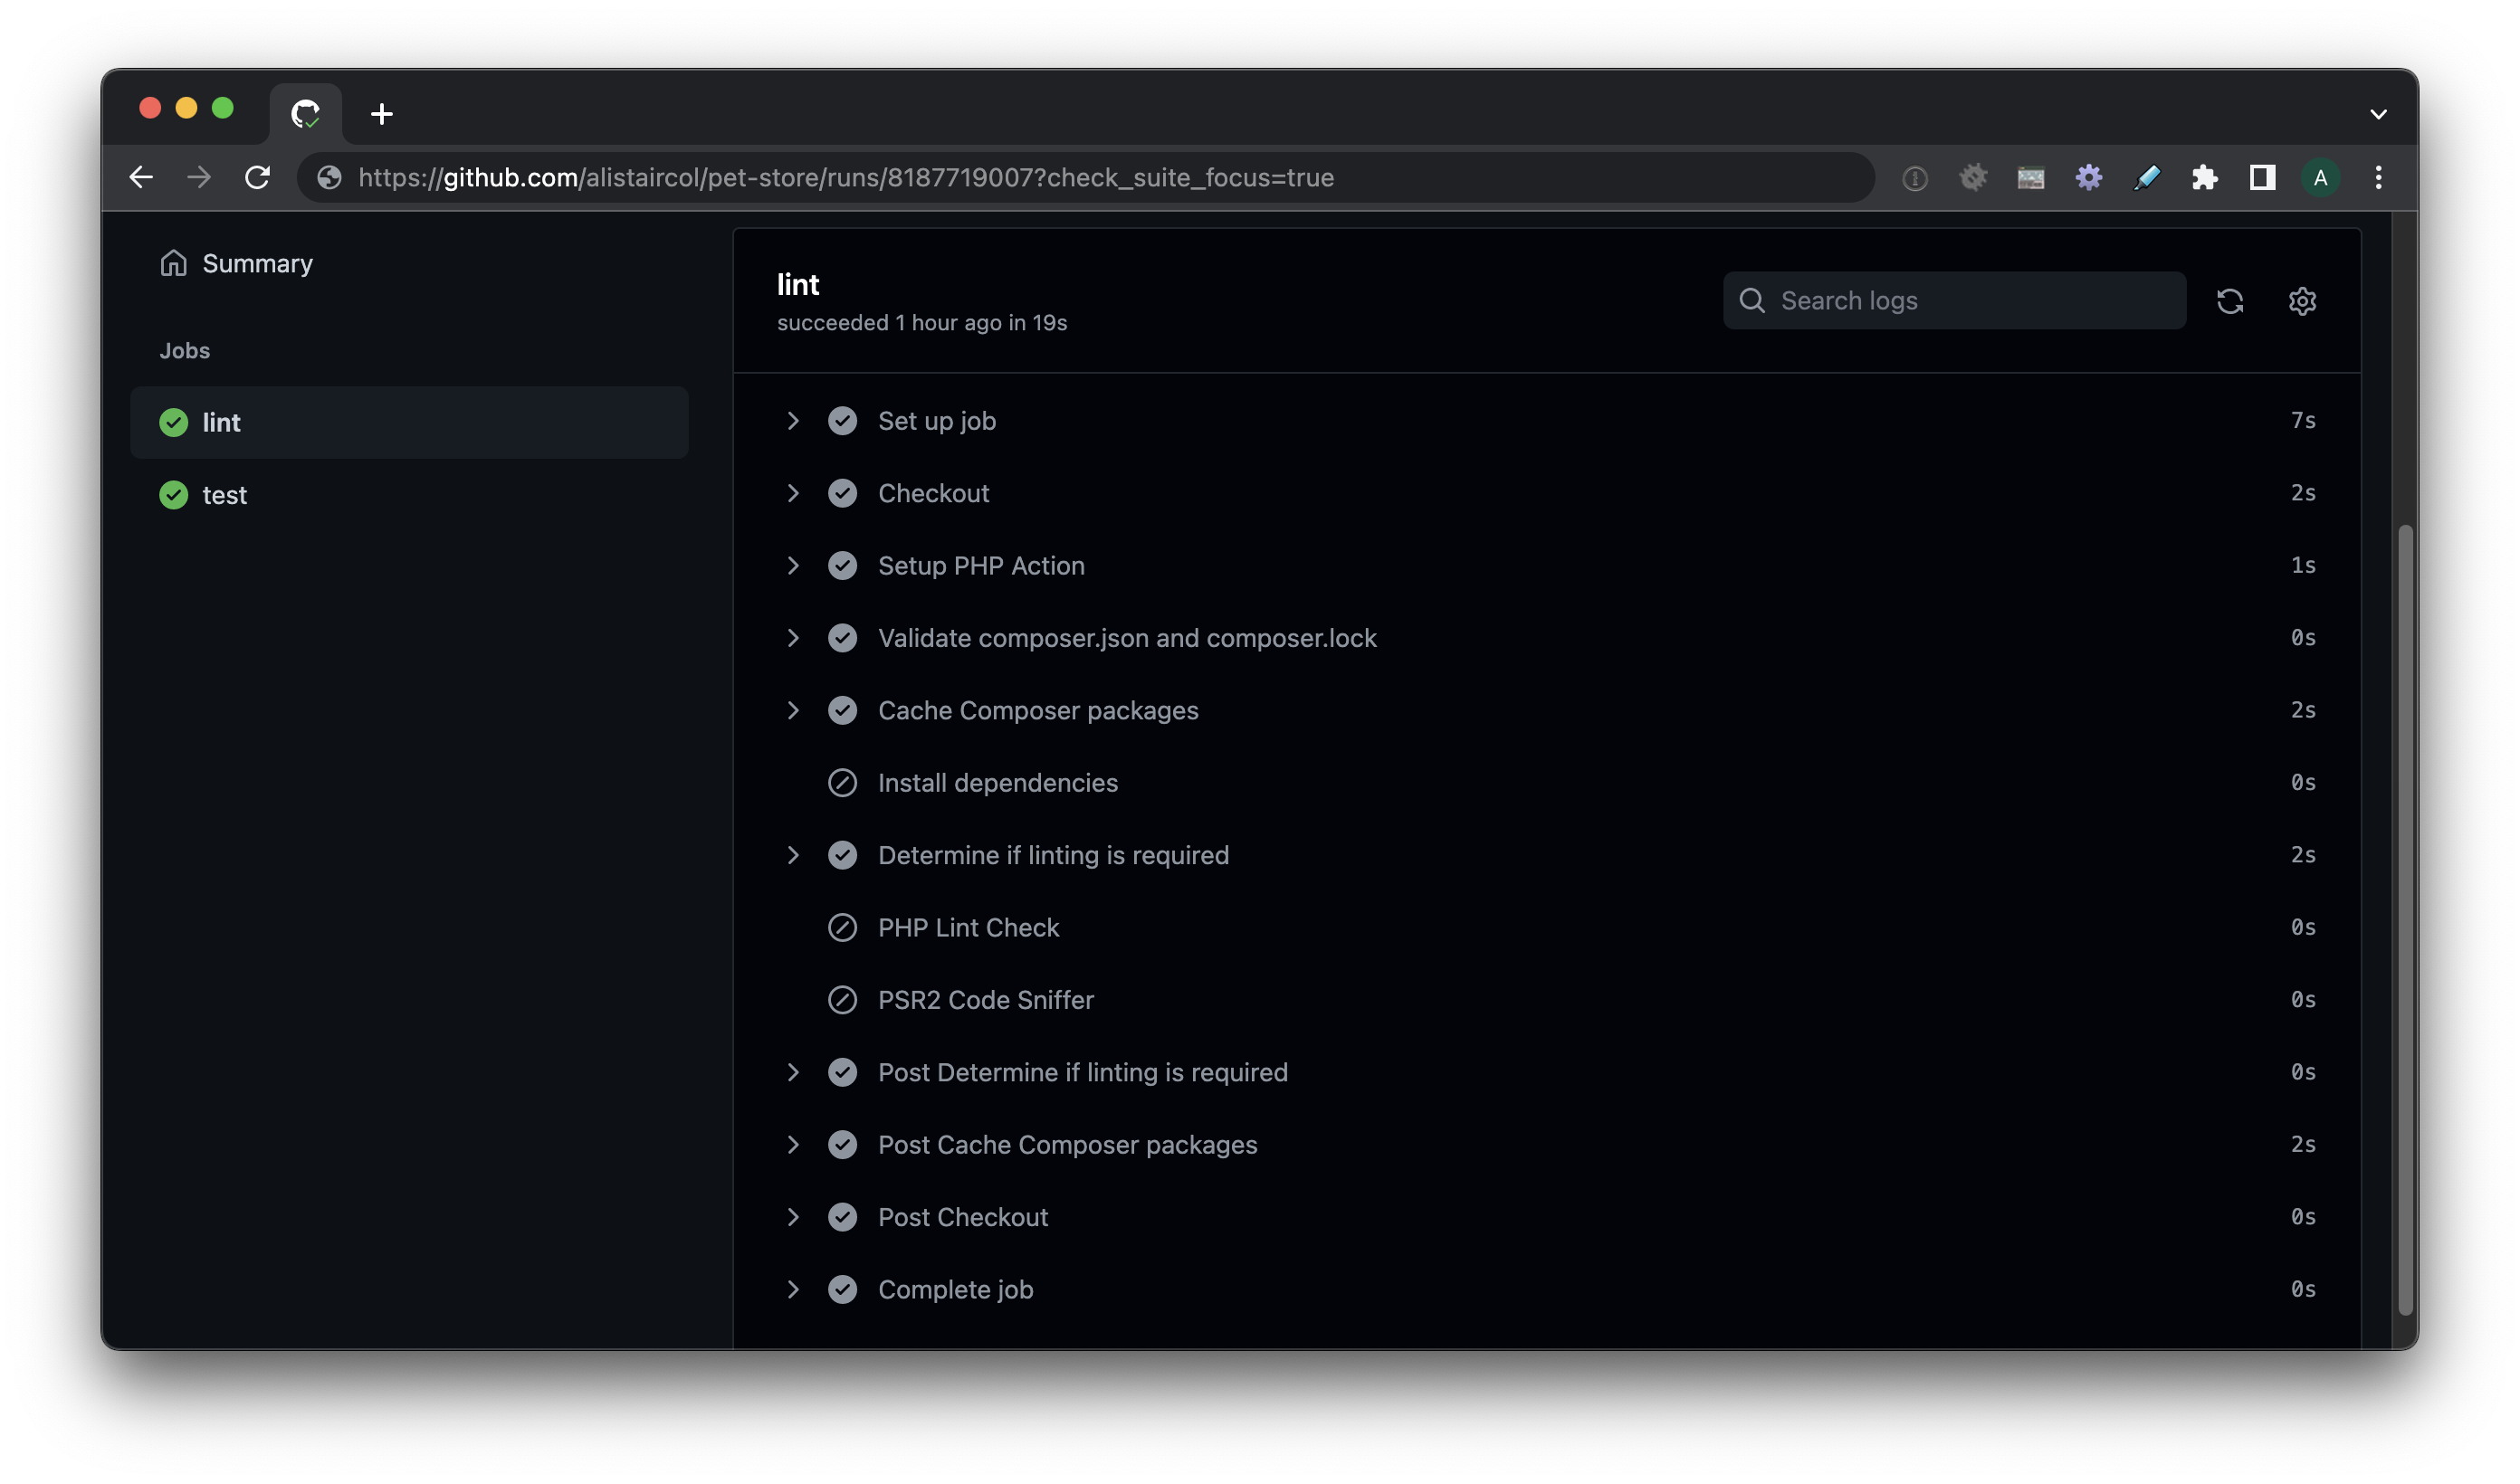 https://github.com/alistaircol/pet-store/runs/8187719007?check_suite_focus=true
A
Summary
Jobs
lint
test
lint
succeeded 1 hour ago in 19s
Search logs
Set up job 7s
Checkout 2s
Setup PHP Action 1s
Validate composer.json and composer.lock 0s
Cache Composer packages 2s
Install dependencies 0s
Determine if linting is required 2s
PHP Lint Check 0s
PSR2 Code Sniffer 0s
Post Determine if linting is required 0s
Post Cache Composer packages 2s
Post Checkout 0s
Complete job 0s